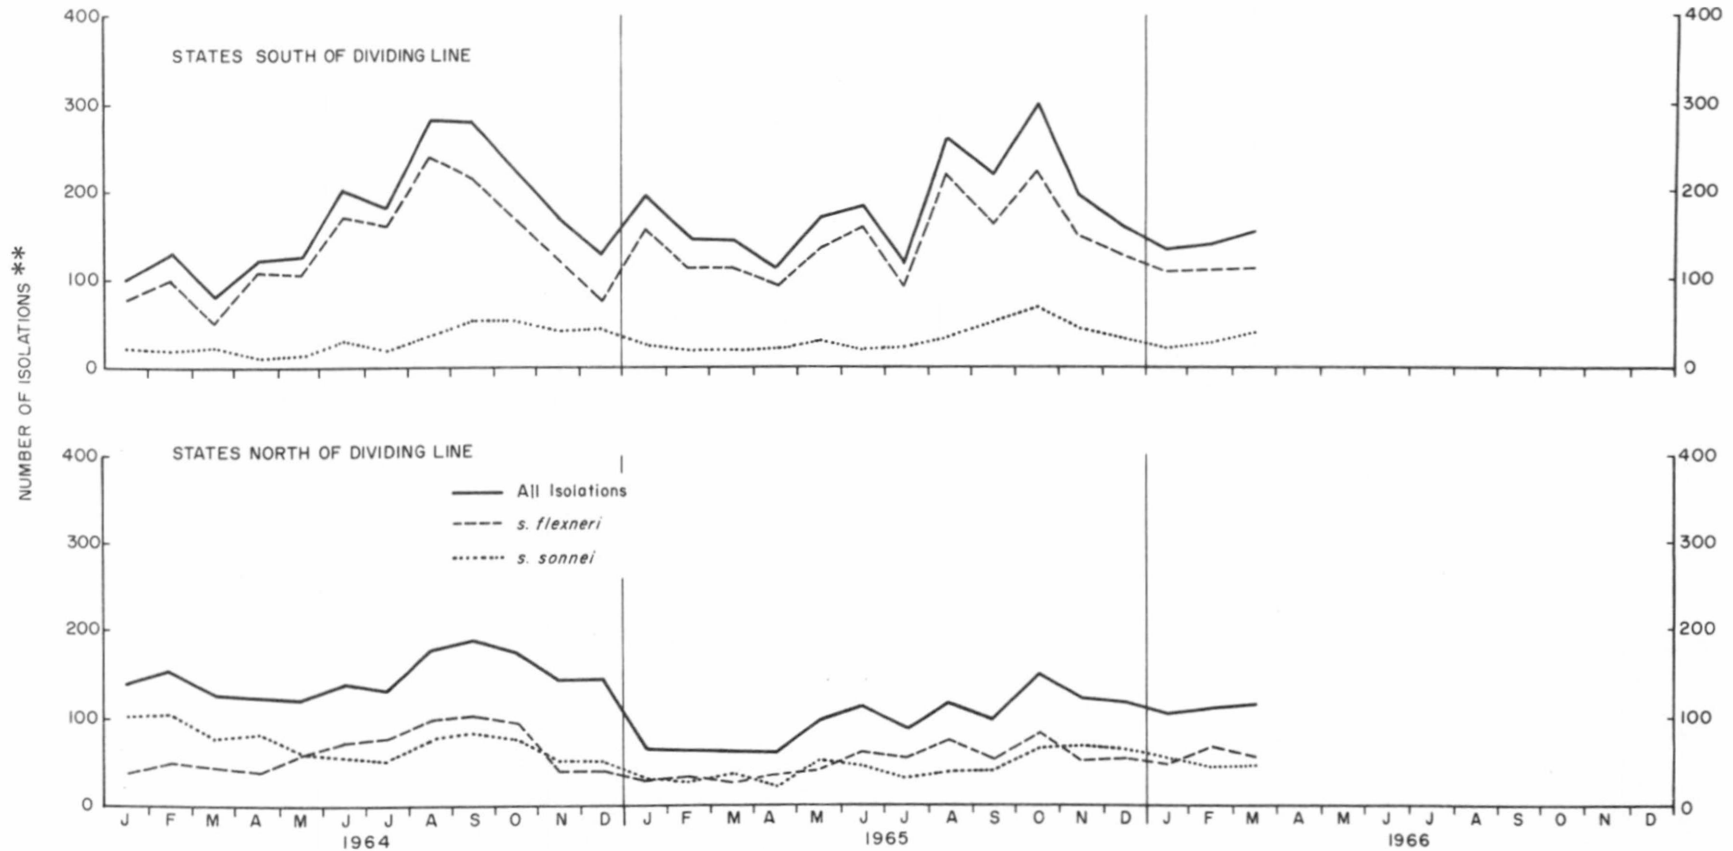 400 400
STATES SOUTH OF DIVIDING LINE
300 300
200 200
100 100
0 0
NUMBER OF ISOLATIONS **
STATES NORTH OF DIVIDING LINE
400 400
All Isolations
s. flexneri
300 300
s. sonnei
200 200
100 100
0 0
J F M A M J J A S O N D J F M A M J J A S O N D J F M A M J J A S O N D
1964 1965 1966